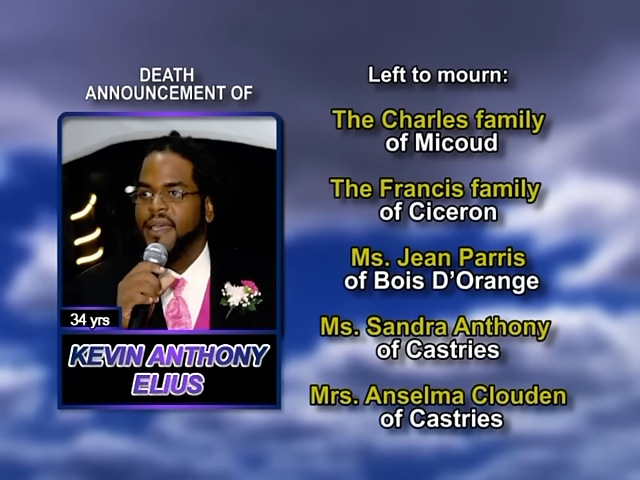 DEATH
ANNOUNCEMENT OF
34 yrs
KEVIN ANTHONY
ELIUS
Left to mourn:
The Charles family
of Micoud
The Francis family
of Ciceron
Ms. Jean Parris
of Bois D'Orange
Ms. Sandra Anthony
of Castries
Mrs. Anselma Clouden
of Castries